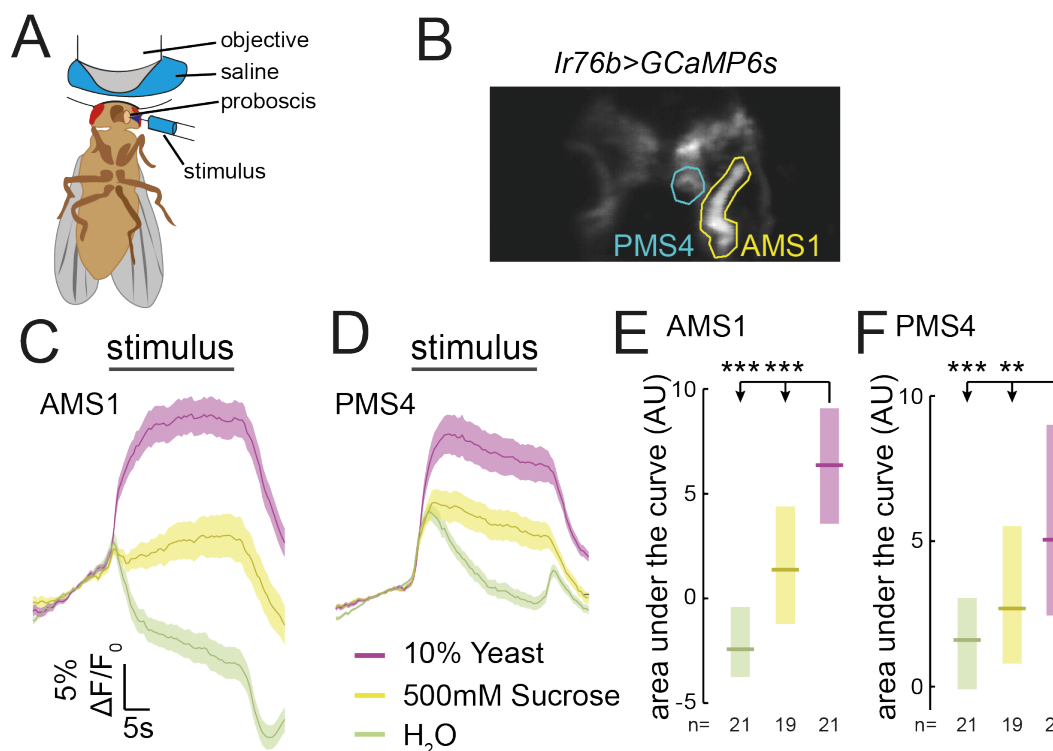 A
objective
saline
proboscis
stimulus
B
Ir76b>GCaMP6s
PMS4
AMS1
C
stimulus
AMS1
5%
ΔF/F0
5s
D
stimulus
PMS4
10% Yeast
500mM Sucrose
H2O
E
AMS1
*** ***
area under the curve (AU)
10
5
0
-5
n= 21 19 21
F
PMS4
*** **
area under the curve (AU)
10
5
0
n= 21 19